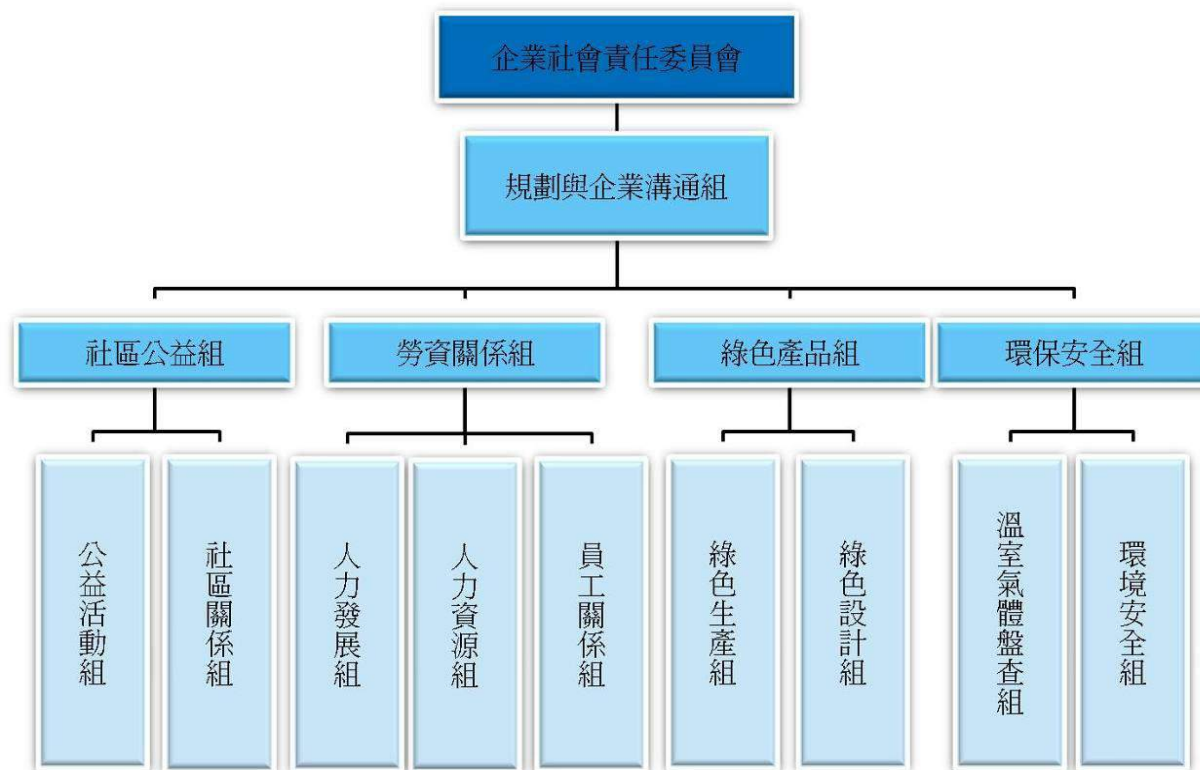 企業社會責任委員會
規劃與企業溝通組
社區公益組
勞資關係組
綠色產品組
環保安全組
公益活動組
社區關係組
人力發展組
人力資源組
員工關係組
綠色生產組
綠色設計組
溫室氣體盤查組
環境安全組